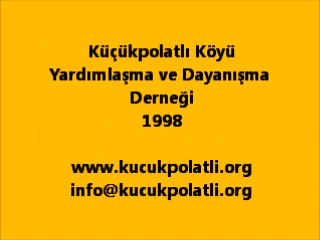 Küçükpolatlı Köyü
Yardımlaşma ve Dayanışma
Derneği
1998
www.kucukpolatli.org
info@kucukpolatli.org